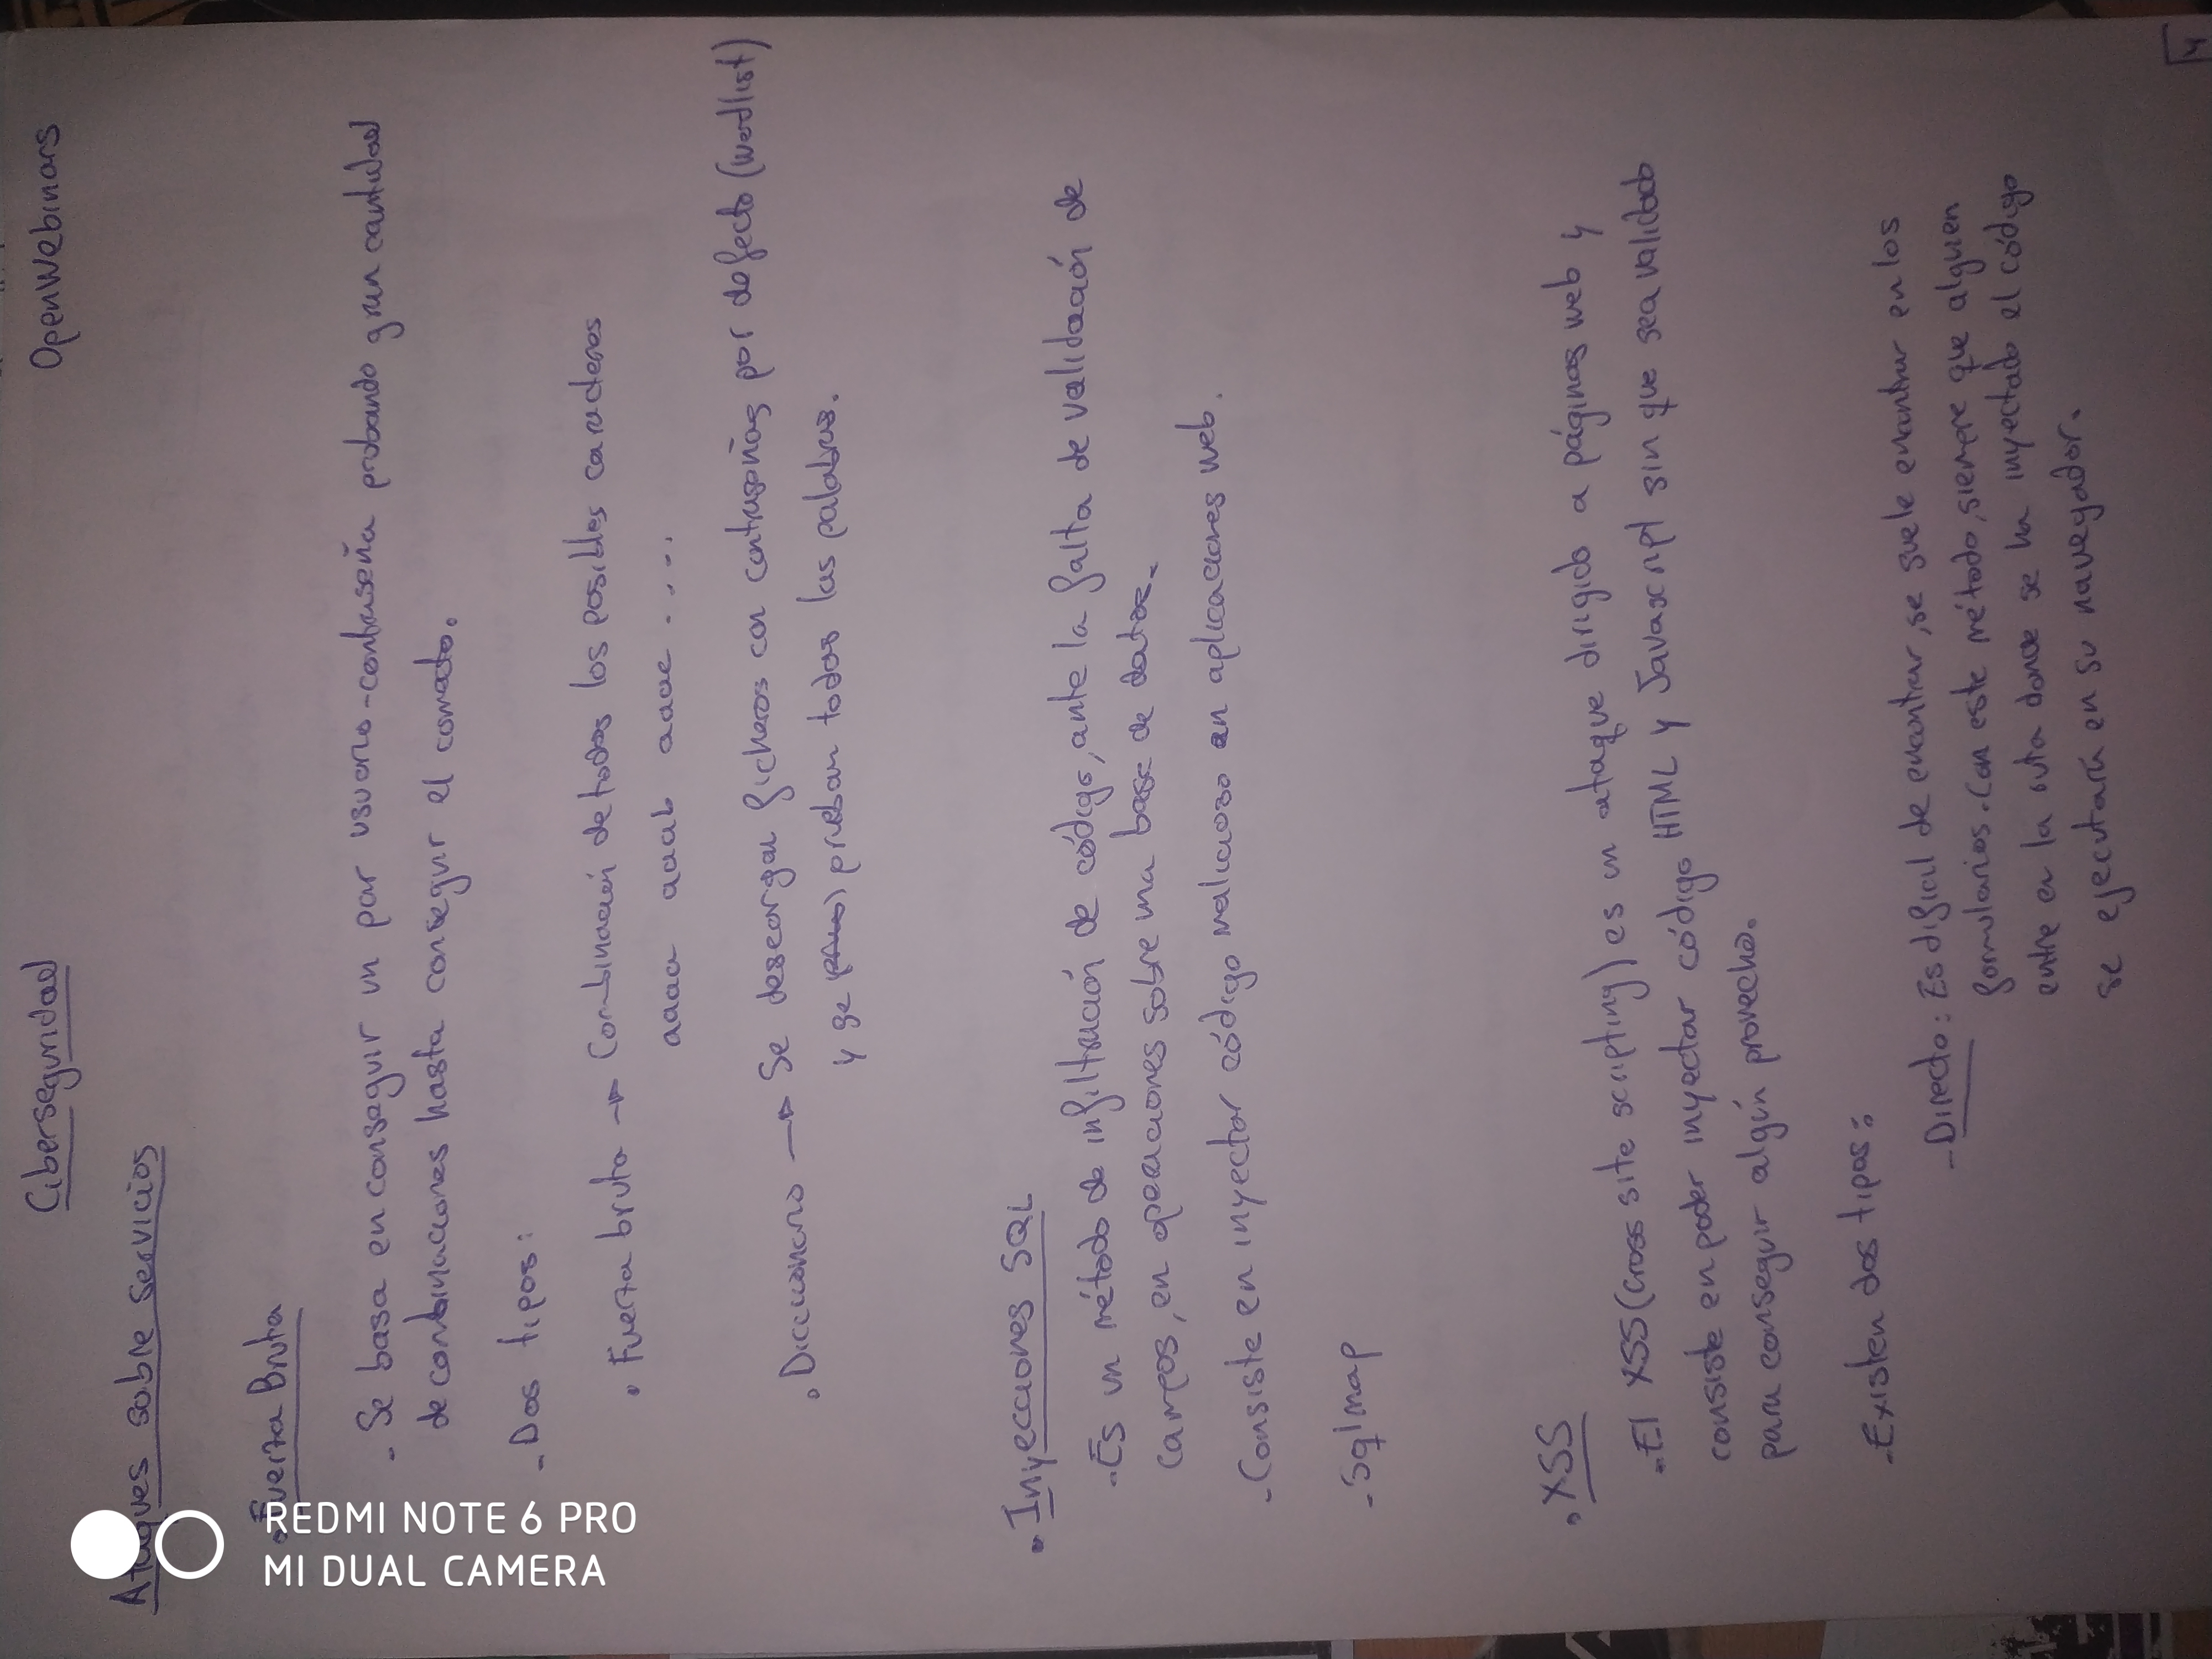 Ciberseguridad OpenWebinars
Ataques sobre servicios
• Fuerza Bruta
- Se basa en conseguir un par usuario-contraseña probando gran cantidad
de combinaciones hasta conseguir el correcto.
- Dos tipos:
• Fuerza bruta → Combinación de todos los posibles caracteres
aaaa aaab aaac . . . .
• Diccionario → Se descargan ficheros con contraseñas por defecto (wordlist)
y se prueban todas las palabras.
• Inyecciones SQL
- Es un método de infiltración de código, ante la falta de validación de
campos, en operaciones sobre una base de datos.
- Consiste en inyectar código malicioso en aplicaciones web.
- Sqlmap
• XSS
- El XSS (cross site scripting) es un ataque dirigido a páginas web y
consiste en poder inyectar código HTML y Javascript sin que sea validado
para conseguir algún provecho.
- Existen dos tipos:
- Directo: Es difícil de encontrar, se suele encontrar en los
formularios. Con este método, siempre que alguien
entre en la ruta donde se ha inyectado el código
se ejecutará en su navegador.
4
REDMI NOTE 6 PRO
MI DUAL CAMERA